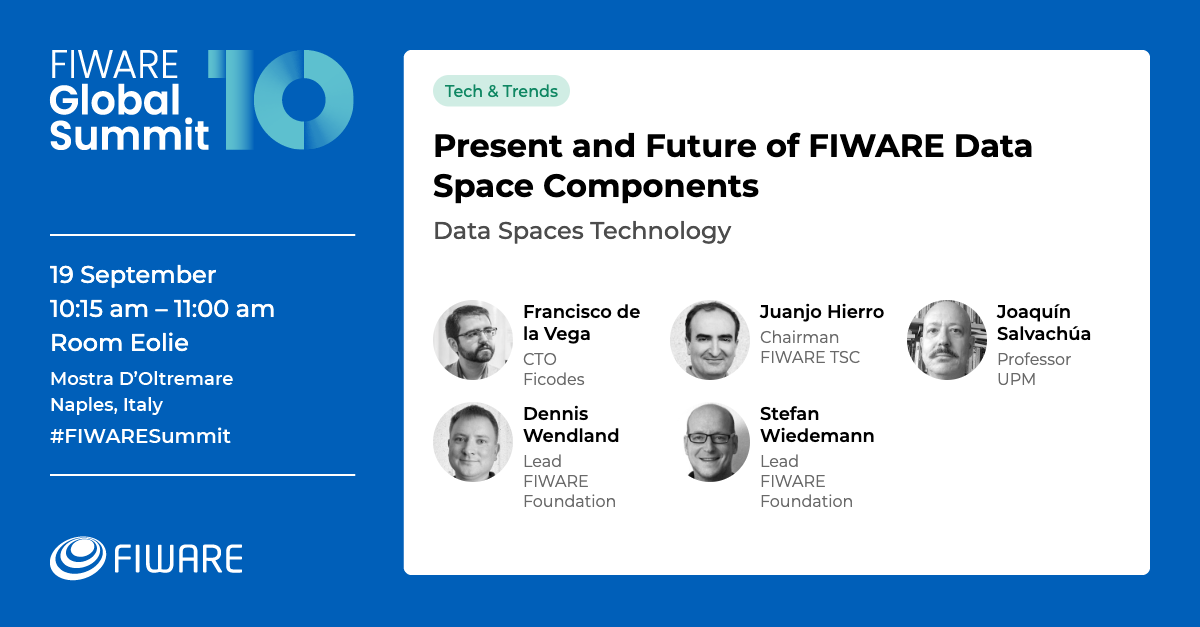 FIWARE
Global
Summit
10
19 September
10:15 am – 11:00 am
Room Eolie
Mostra D’Oltremare
Naples, Italy
#FIWARESummit
FIWARE
Tech & Trends
Present and Future of FIWARE Data
Space Components
Data Spaces Technology
Francisco de
la Vega
CTO
Ficodes
Juanjo Hierro
Chairman
FIWARE TSC
Joaquín
Salvachúa
Professor
UPM
Dennis
Wendland
Lead
FIWARE
Foundation
Stefan
Wiedemann
Lead
FIWARE
Foundation